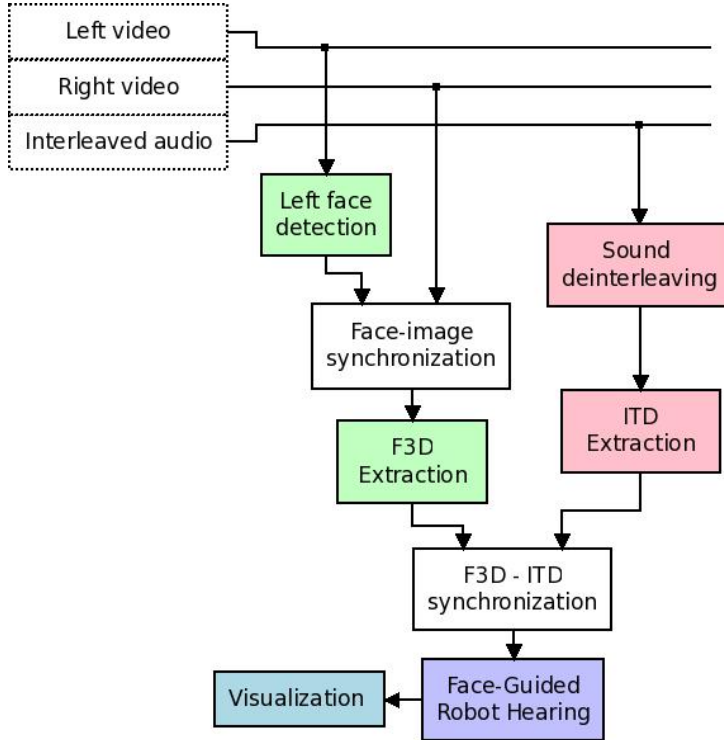 Left video
Right video
Interleaved audio
Left face
detection
Sound
deinterleaving
Face-image
synchronization
F3D
Extraction
ITD
Extraction
F3D - ITD
synchronization
Visualization
Face-Guided
Robot Hearing